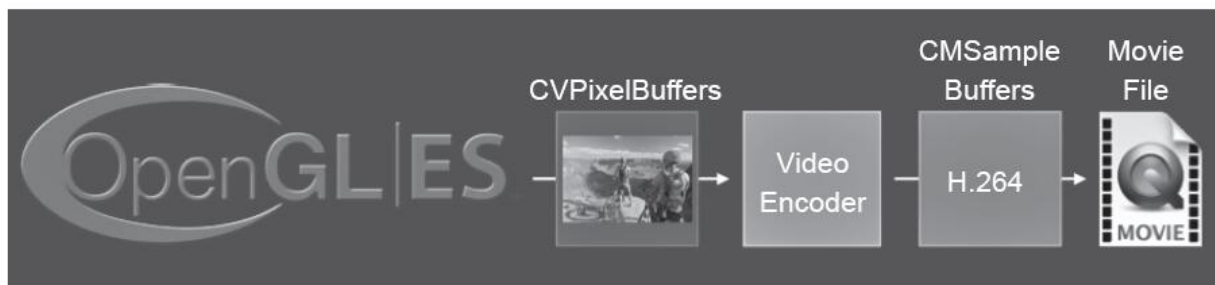 OpenGL|ES
CVPixelBuffers
Video
Encoder
CMSample
Buffers
H.264
Movie
File
MOVIE